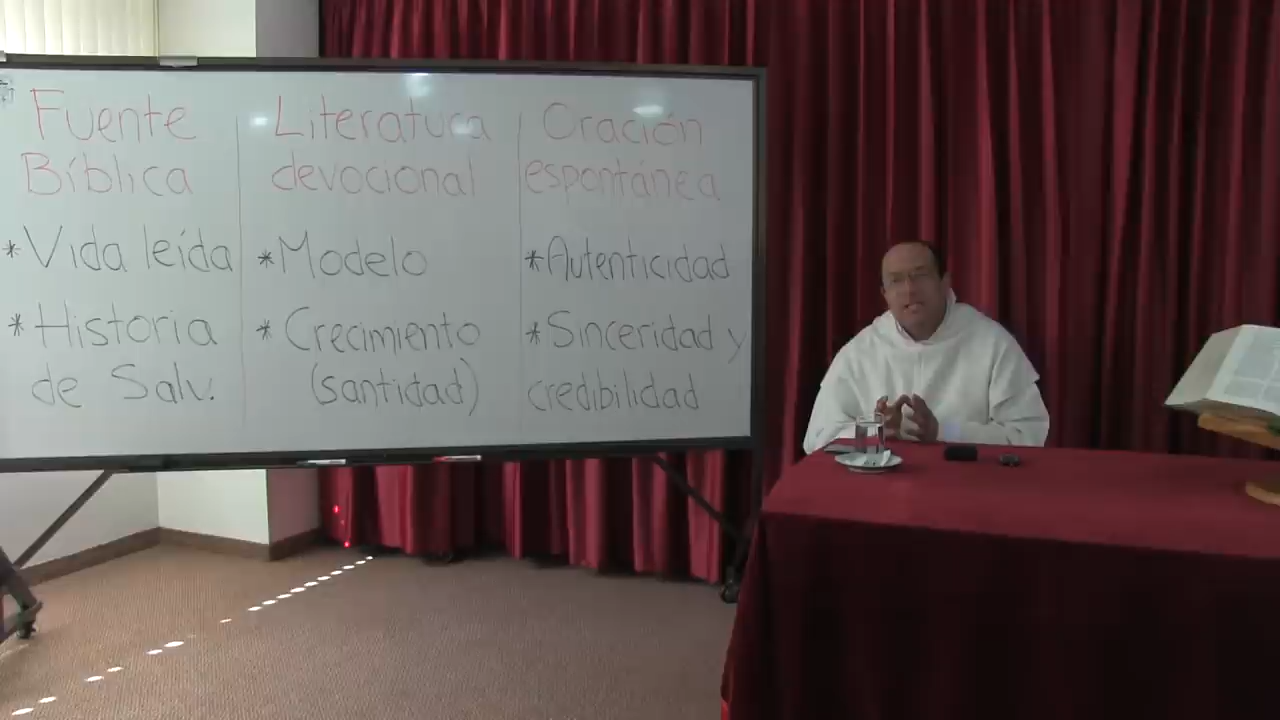 Fuente
Bíblica
*Vida leída
* Historia
de Salv.
Literatura
devocional
*Modelo
* Crecimiento
(santidad)
Oración
espontánea
*Autenticidad
*Sinceridad y
credibilidad